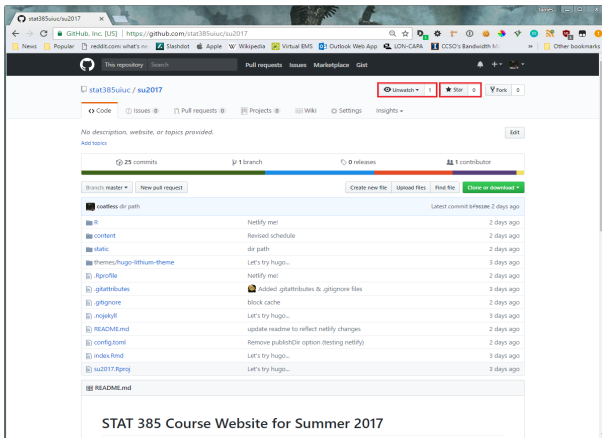 stat385uiuc/su2017
James
GitHub, Inc. [US] | https://github.com/stat385uiuc/su2017
News Popular reddit.com: what's ne Slashdot Apple Wikipedia Virtual EMS Outlook Web App LON-CAPA CCSO's Bandwidth M Other bookmarks
This repository Search Pull requests Issues Marketplace Gist
stat385uiuc / su2017 Unwatch 1 Star 0 Fork 0
Code Issues 0 Pull requests 0 Projects 0 Wiki Settings Insights
No description, website, or topics provided. Edit
Add topics
25 commits 1 branch 0 releases 1 contributor
Branch: master New pull request Create new file Upload files Find file Clone or download
coatless dir path Latest commit 2 days ago
R Netlify me! 2 days ago
content Revised schedule 2 days ago
static dir path 2 days ago
themes/hugo-lithium-theme Let's try hugo... 3 days ago
.Rprofile Netlify me! 2 days ago
.gitattributes Added .gitattributes & .gitignore files 3 days ago
.gitignore block cache 2 days ago
.nojekyll Let's try hugo... 3 days ago
README.md update readme to reflect netlify changes 2 days ago
config.toml Remove publishDir option (testing netlify) 2 days ago
index.Rmd Let's try hugo... 3 days ago
su2017.Rproj Let's try hugo... 3 days ago
README.md
STAT 385 Course Website for Summer 2017